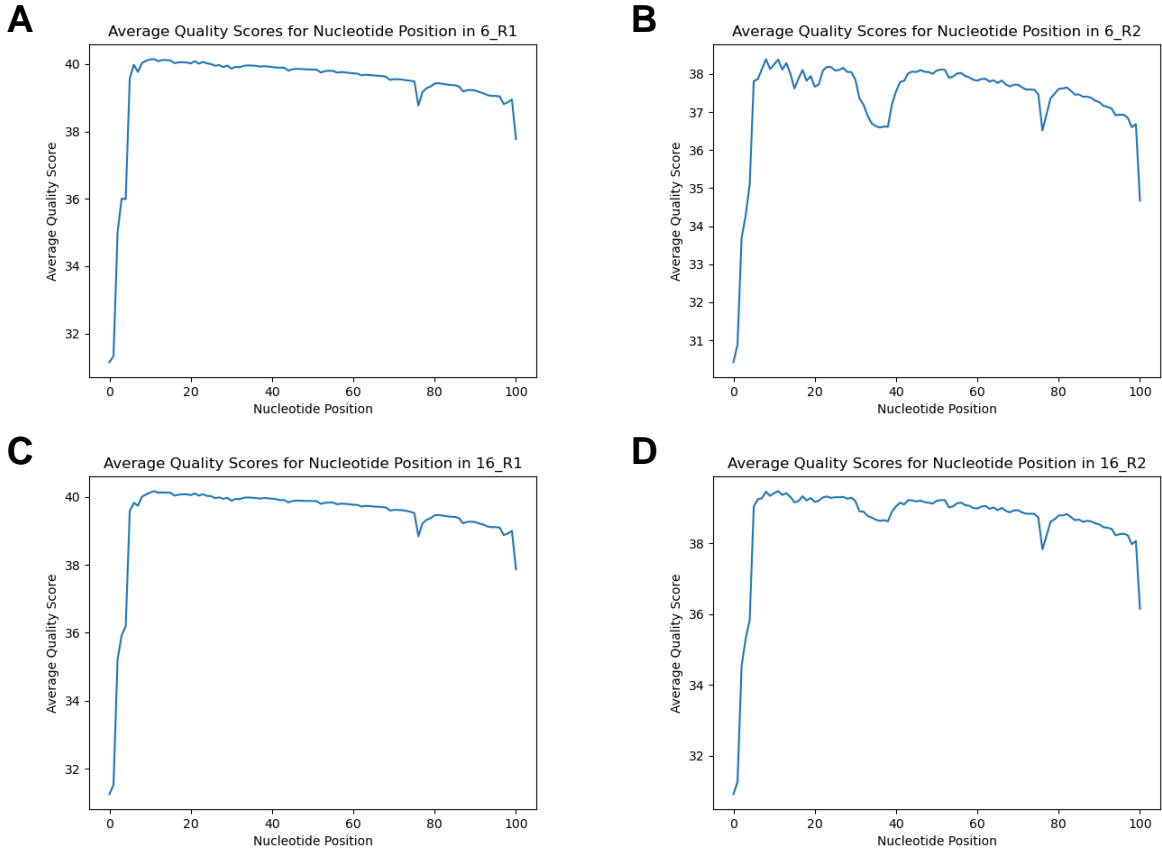 A
Average Quality Scores for Nucleotide Position in 6_R1
40
38
36
34
32
0 20 40 60 80 100
Average Quality Score
Nucleotide Position
B
Average Quality Scores for Nucleotide Position in 6_R2
38
37
36
35
34
33
32
31
0 20 40 60 80 100
Average Quality Score
Nucleotide Position
C
Average Quality Scores for Nucleotide Position in 16_R1
40
38
36
34
32
0 20 40 60 80 100
Average Quality Score
Nucleotide Position
D
Average Quality Scores for Nucleotide Position in 16_R2
38
36
34
32
0 20 40 60 80 100
Average Quality Score
Nucleotide Position